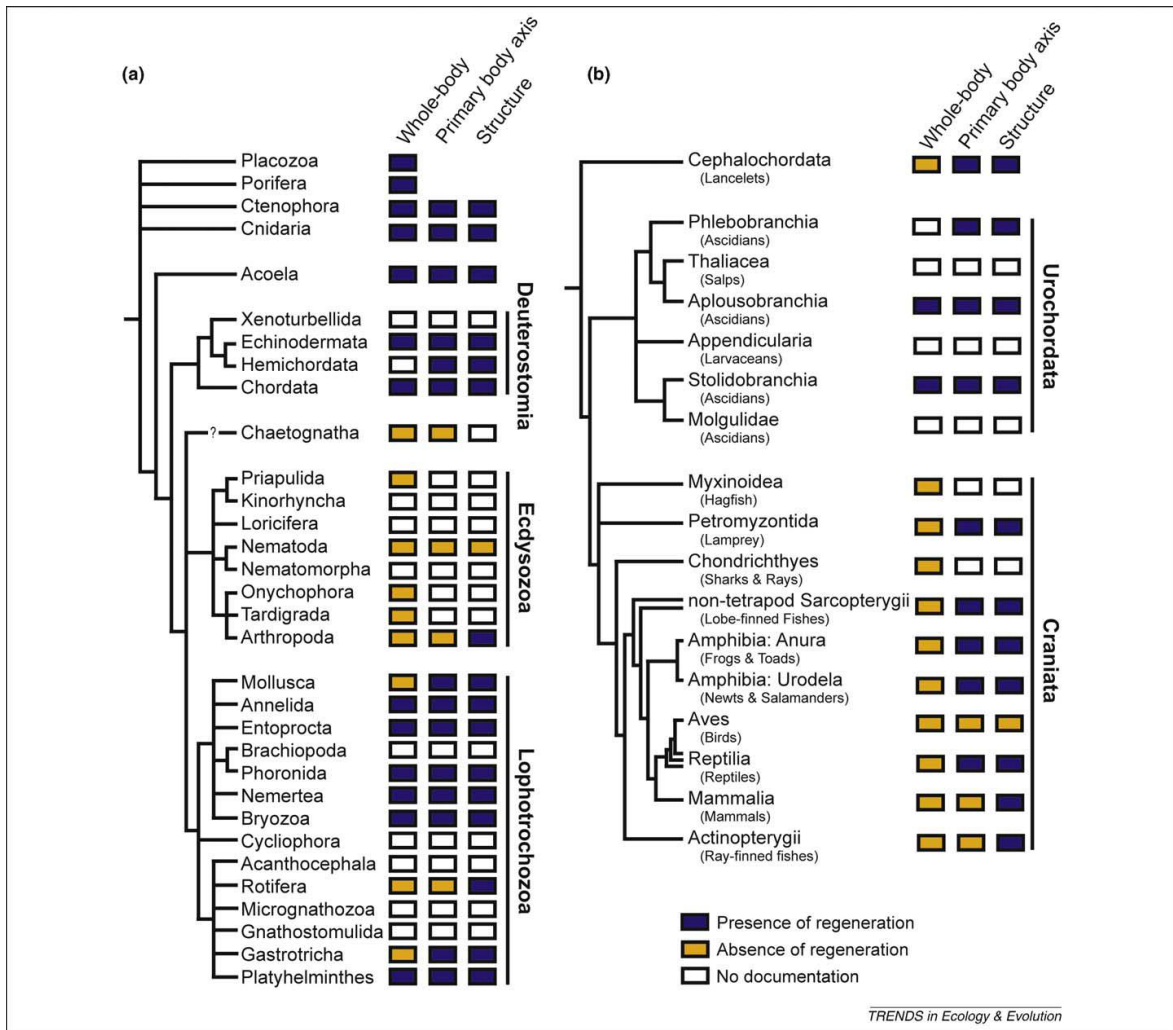 (a)
Whole-body
Primary body axis
Structure
Placozoa
Porifera
Ctenophora
Cnidaria
Acoela
Xenoturbellida
Echinodermata
Hemichordata
Chordata
Deuterostomia
?
Chaetognatha
Priapulida
Kinorhyncha
Loricifera
Nematoda
Nematomorpha
Onychophora
Tardigrada
Arthropoda
Ecdysozoa
Mollusca
Annelida
Entoprocta
Brachiopoda
Phoronida
Nemertea
Bryozoa
Cycliophora
Acanthocephala
Rotifera
Micrognathozoa
Gnathostomulida
Gastrotricha
Platyhelminthes
Lophotrochozoa
(b)
Whole-body
Primary body axis
Structure
Cephalochordata
(Lancelets)
Phlebobranchia
(Ascidians)
Thaliacea
(Salps)
Aplousobranchia
(Ascidians)
Appendicularia
(Larvaceans)
Stolidobranchia
(Ascidians)
Molgulidae
(Ascidians)
Urochordata
Myxinoidea
(Hagfish)
Petromyzontida
(Lamprey)
Chondrichthyes
(Sharks & Rays)
non-tetrapod Sarcopterygii
(Lobe-finned Fishes)
Amphibia: Anura
(Frogs & Toads)
Amphibia: Urodela
(Newts & Salamanders)
Aves
(Birds)
Reptilia
(Reptiles)
Mammalia
(Mammals)
Actinopterygii
(Ray-finned fishes)
Craniata
Presence of regeneration
Absence of regeneration
No documentation
TRENDS in Ecology & Evolution